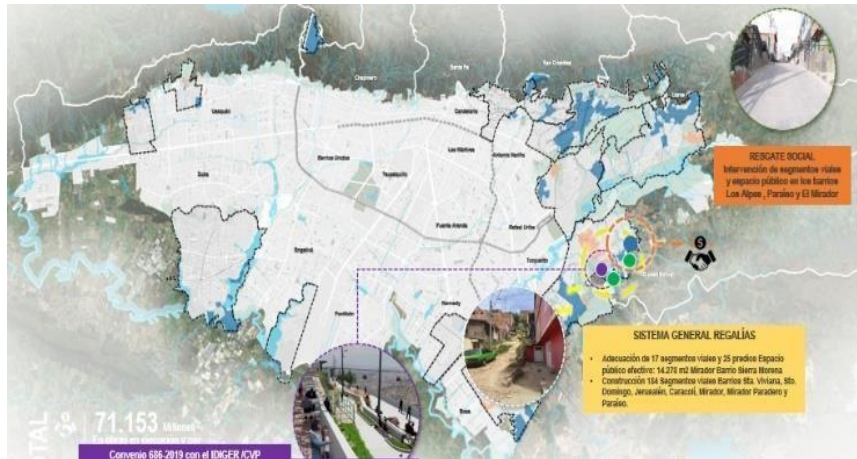 Usaquén
Chapinero
Santa Fe
San Cristóbal
Candelaria
Suba
Barrios Unidos
Teusaquillo
Los Mártires
Antonio Nariño
Engativá
Puente Aranda
Rafael Uribe
Tunjuelito
Fontibón
Kennedy
Bosa
RESCATE SOCIAL
Intervención de segmentos viales
y espacio público en los barrios
Los Alpes , Paraíso y El Mirador
SISTEMA GENERAL REGALÍAS
• Adecuación de 17 segmentos viales y 25 predios Espacio
público efectivo: 14.278 m2 Mirador Barrio Sierra Morena
• Construcción 184 Segmentos viales Barrios Sta. Viviana, Sto.
Domingo, Jerusalén, Caracolí, Mirador, Mirador Paradero y
Paraíso.
71.153 Millones
Convenio 686-2019 con el IDIGER /CVP